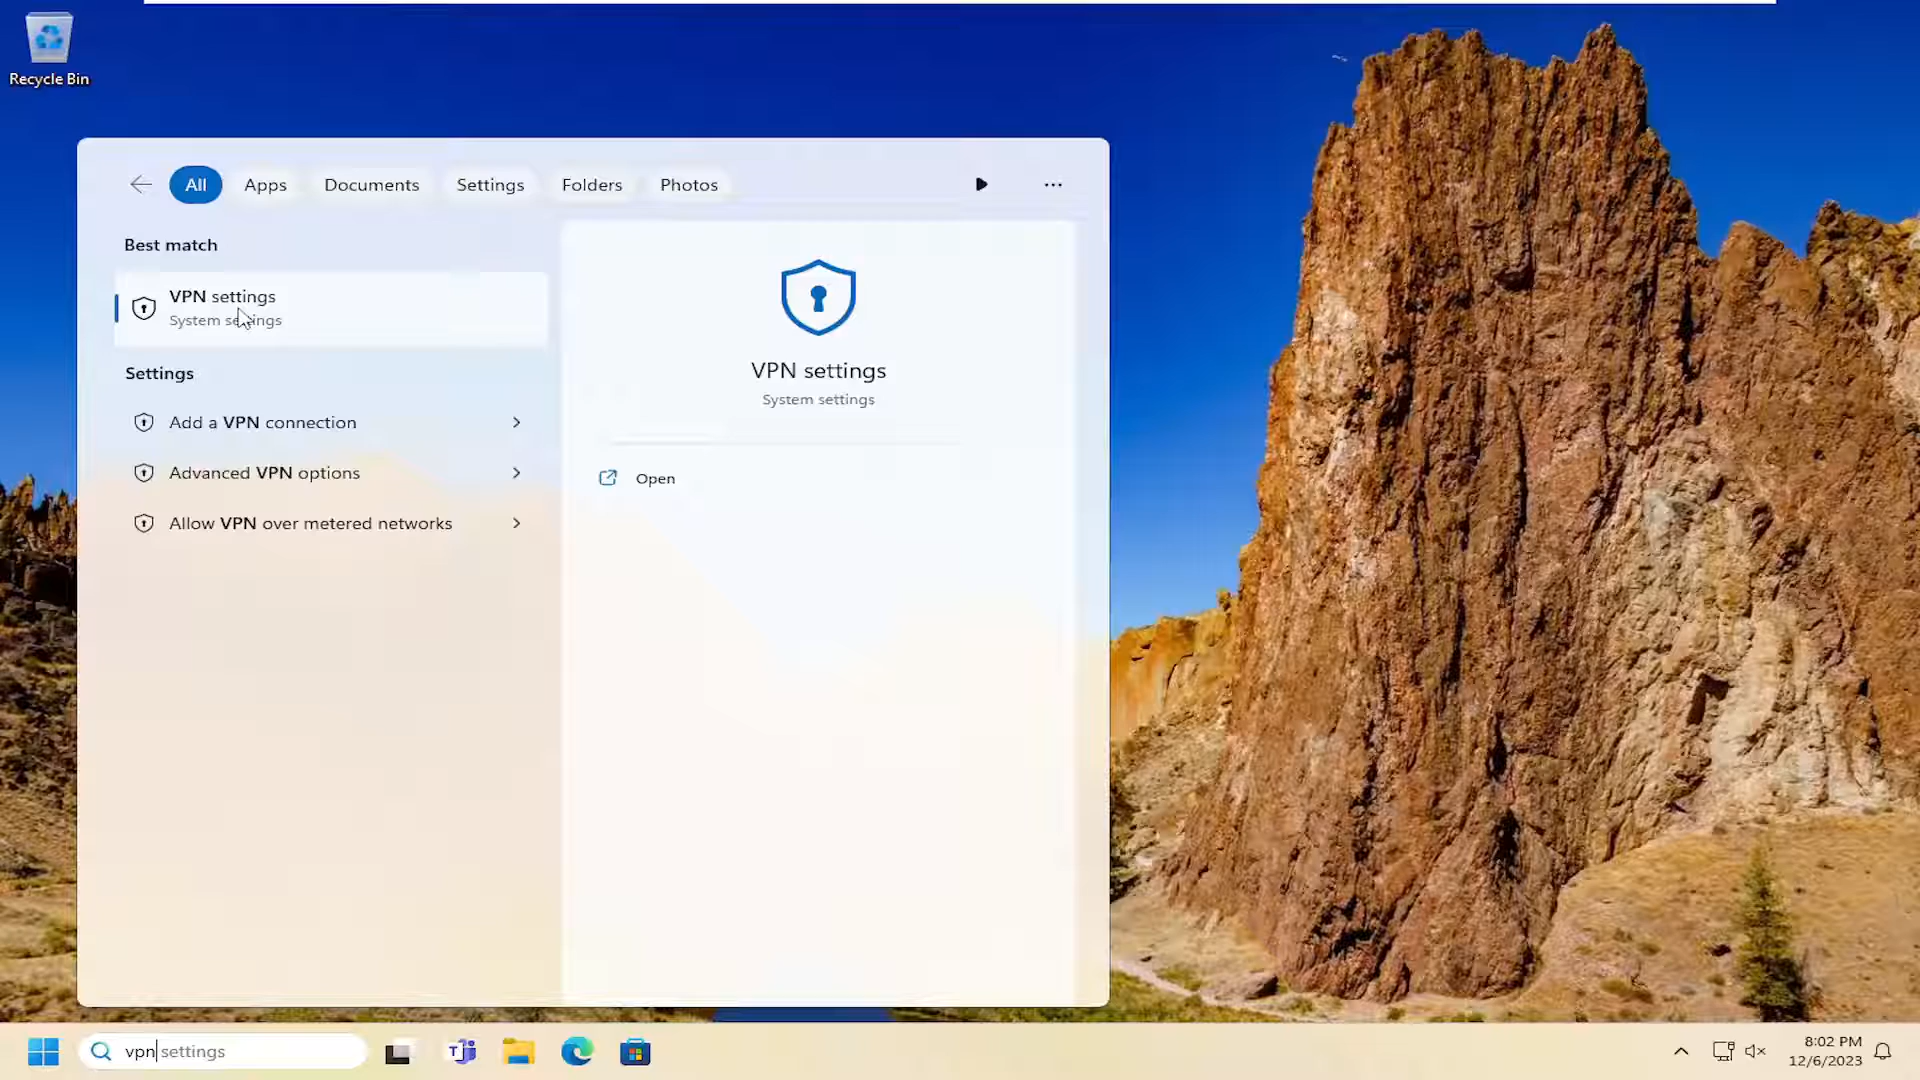 Recycle Bin
All
Apps
Documents
Settings
Folders
Photos
Best match
VPN settings
System settings
Settings
Add a VPN connection
Advanced VPN options
Allow VPN over metered networks
VPN settings
System settings
Open
vpn settings
8:02 PM
12/6/2023